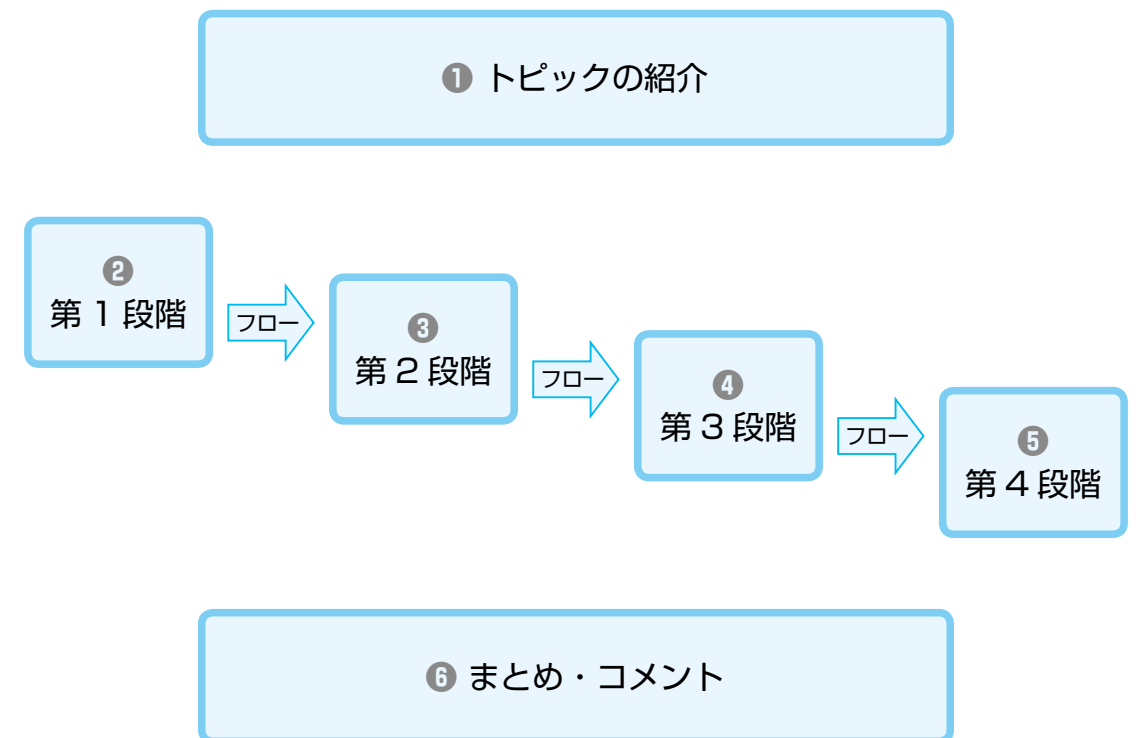 ❶ トピックの紹介
❷
第 1 段階
フロー
❸
第 2 段階
フロー
❹
第 3 段階
フロー
❺
第 4 段階
❻ まとめ・コメント